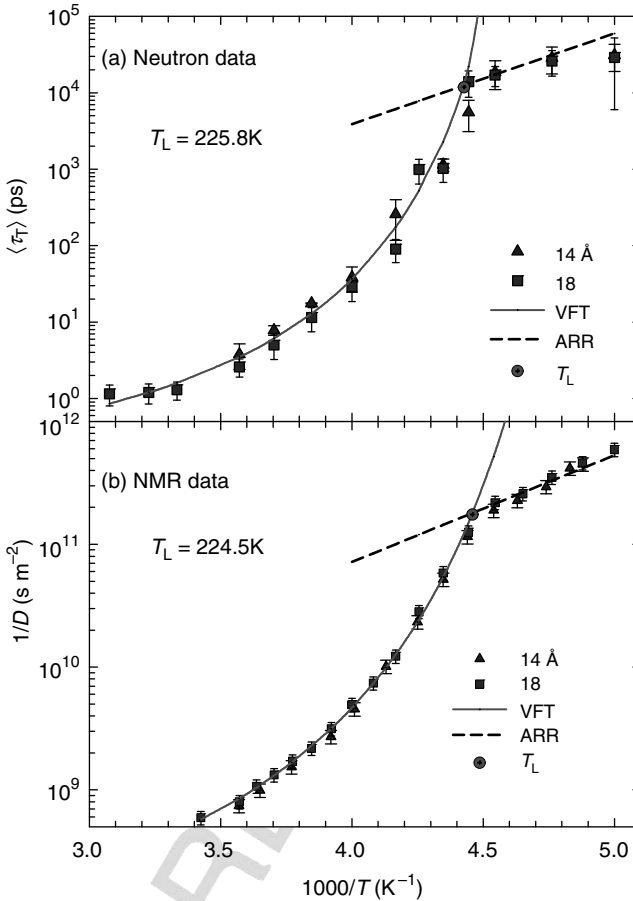 10^5
(a) Neutron data
10^4
T_L = 225.8K
10^3
⟨τ_T⟩ (ps)
10^2
14 Å
18
VFT
10^1
ARR
T_L
10^0
10^12
(b) NMR data
T_L = 224.5K
10^11
1/D (s m^−2)
10^10
14 Å
18
VFT
ARR
10^9
T_L
3.0 3.5 4.0 4.5 5.0
1000/T (K^−1)